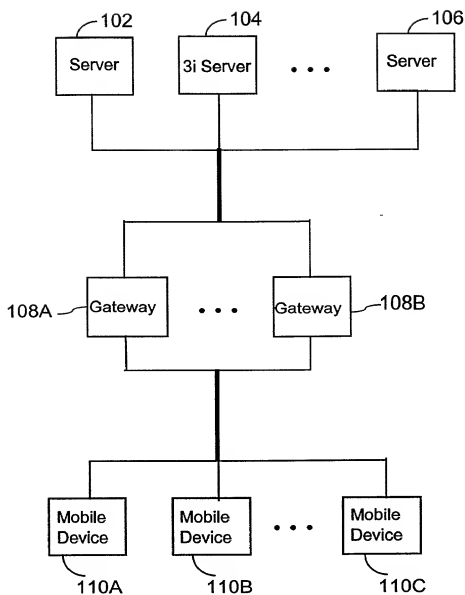 102
104
106
Server
3i Server
Server
108A
Gateway
Gateway
108B
Mobile
Device
Mobile
Device
Mobile
Device
110A
110B
110C